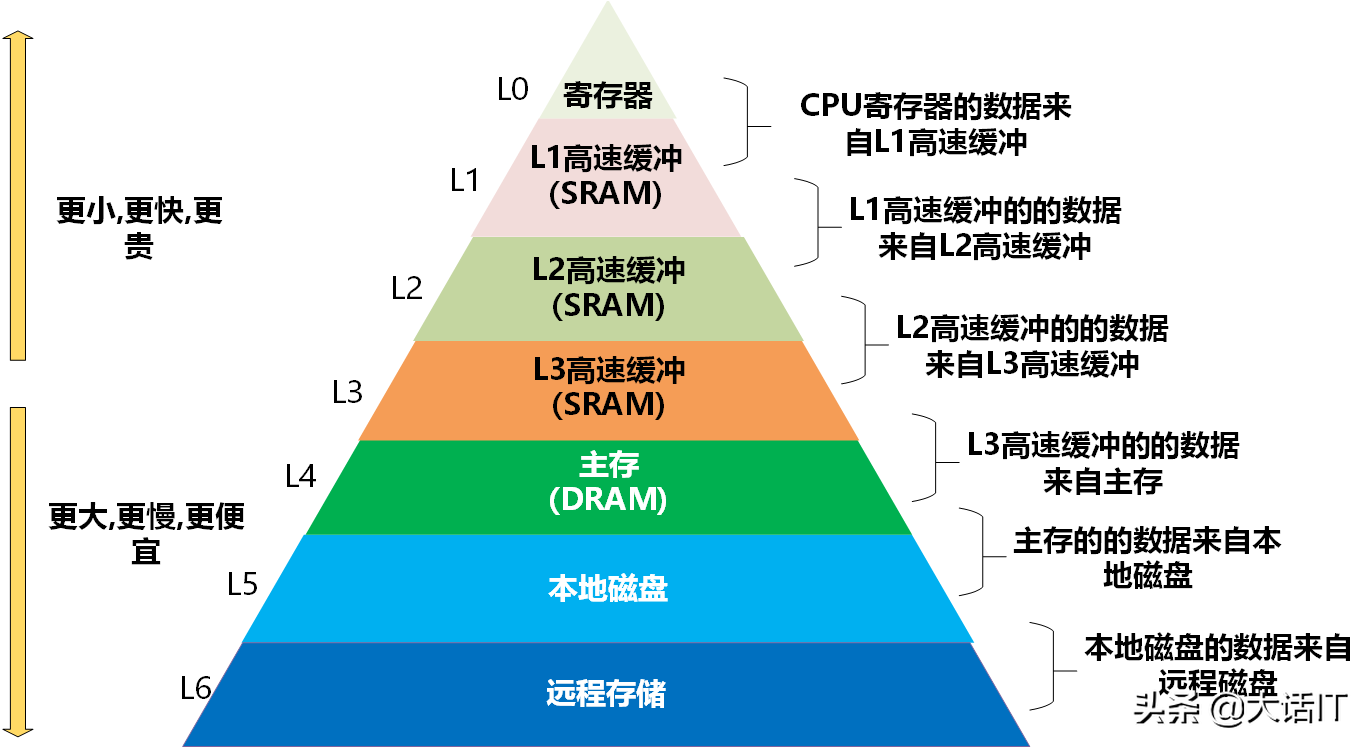 L0
寄存器
CPU寄存器的数据来
自L1高速缓冲
L1
L1高速缓冲
(SRAM)
更小,更快,更
贵
L1高速缓冲的的数据
来自L2高速缓冲
L2
L2高速缓冲
(SRAM)
L2高速缓冲的的数据
来自L3高速缓冲
L3
L3高速缓冲
(SRAM)
L3高速缓冲的的数据
来自主存
L4
主存
(DRAM)
更大,更慢,更便
宜
主存的的数据来自本
地磁盘
L5
本地磁盘
本地磁盘的数据来自
远程磁盘
L6
远程存储
头条 @大话IT